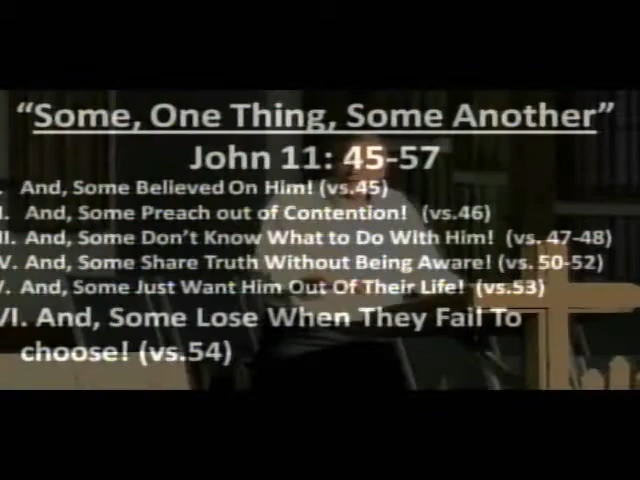 “Some, One Thing, Some Another”
John 11: 45-57
. And, Some Believed On Him! (vs.45)
I. And, Some Preach out of Contention! (vs.46)
II. And, Some Don’t Know What to Do With Him! (vs. 47-48)
V. And, Some Share Truth Without Being Aware! (vs. 50-52)
V. And, Some Just Want Him Out Of Their Life! (vs.53)
VI. And, Some Lose When They Fail To
choose! (vs.54)